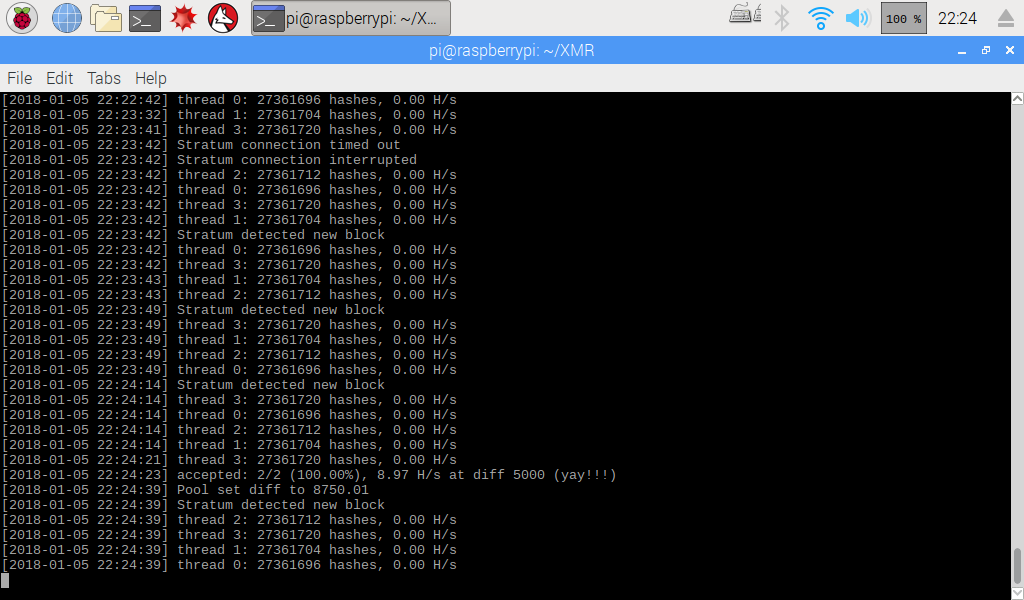 pi@raspberrypi: ~/X...
100 %
22:24
pi@raspberrypi: ~/XMR
File Edit Tabs Help
[2018-01-05 22:22:42] thread 0: 27361696 hashes, 0.00 H/s
[2018-01-05 22:23:32] thread 1: 27361704 hashes, 0.00 H/s
[2018-01-05 22:23:41] thread 3: 27361720 hashes, 0.00 H/s
[2018-01-05 22:23:42] Stratum connection timed out
[2018-01-05 22:23:42] Stratum connection interrupted
[2018-01-05 22:23:42] thread 2: 27361712 hashes, 0.00 H/s
[2018-01-05 22:23:42] thread 0: 27361696 hashes, 0.00 H/s
[2018-01-05 22:23:42] thread 3: 27361720 hashes, 0.00 H/s
[2018-01-05 22:23:42] thread 1: 27361704 hashes, 0.00 H/s
[2018-01-05 22:23:42] Stratum detected new block
[2018-01-05 22:23:42] thread 0: 27361696 hashes, 0.00 H/s
[2018-01-05 22:23:42] thread 3: 27361720 hashes, 0.00 H/s
[2018-01-05 22:23:43] thread 1: 27361704 hashes, 0.00 H/s
[2018-01-05 22:23:43] thread 2: 27361712 hashes, 0.00 H/s
[2018-01-05 22:23:49] Stratum detected new block
[2018-01-05 22:23:49] thread 3: 27361720 hashes, 0.00 H/s
[2018-01-05 22:23:49] thread 1: 27361704 hashes, 0.00 H/s
[2018-01-05 22:23:49] thread 2: 27361712 hashes, 0.00 H/s
[2018-01-05 22:23:49] thread 0: 27361696 hashes, 0.00 H/s
[2018-01-05 22:24:14] Stratum detected new block
[2018-01-05 22:24:14] thread 3: 27361720 hashes, 0.00 H/s
[2018-01-05 22:24:14] thread 0: 27361696 hashes, 0.00 H/s
[2018-01-05 22:24:14] thread 2: 27361712 hashes, 0.00 H/s
[2018-01-05 22:24:14] thread 1: 27361704 hashes, 0.00 H/s
[2018-01-05 22:24:21] thread 3: 27361720 hashes, 0.00 H/s
[2018-01-05 22:24:23] accepted: 2/2 (100.00%), 8.97 H/s at diff 5000 (yay!!!)
[2018-01-05 22:24:39] Pool set diff to 8750.01
[2018-01-05 22:24:39] Stratum detected new block
[2018-01-05 22:24:39] thread 2: 27361712 hashes, 0.00 H/s
[2018-01-05 22:24:39] thread 3: 27361720 hashes, 0.00 H/s
[2018-01-05 22:24:39] thread 1: 27361704 hashes, 0.00 H/s
[2018-01-05 22:24:39] thread 0: 27361696 hashes, 0.00 H/s